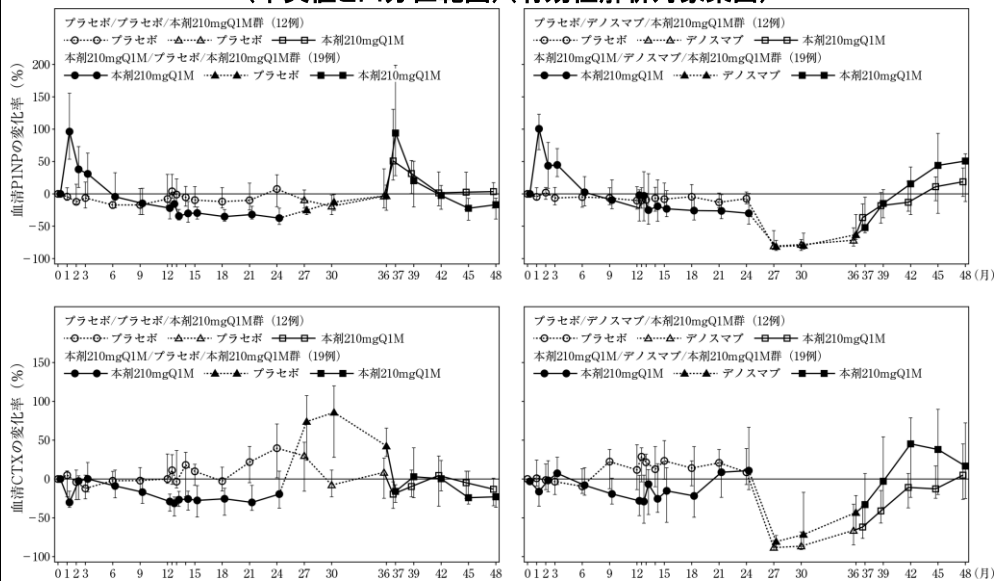 プラセボ/プラセボ/本剤210mgQ1M群（12例）
プラセボ プラセボ 本剤210mgQ1M
本剤210mgQ1M/プラセボ/本剤210mgQ1M群（19例）
本剤210mgQ1M プラセボ 本剤210mgQ1M
血清P1NPの変化率（%）
200
150
100
50
0
−50
−100
0 1 2 3 6 9 12 13 15 18 21 24 27 30 36 37 39 42 45 48
プラセボ/デノスマブ/本剤210mgQ1M群（12例）
プラセボ デノスマブ 本剤210mgQ1M
本剤210mgQ1M/デノスマブ/本剤210mgQ1M群（19例）
本剤210mgQ1M デノスマブ 本剤210mgQ1M
0 1 2 3 6 9 12 13 15 18 21 24 27 30 36 37 39 42 45 48（月）
プラセボ/プラセボ/本剤210mgQ1M群（12例）
プラセボ プラセボ 本剤210mgQ1M
本剤210mgQ1M/プラセボ/本剤210mgQ1M群（19例）
本剤210mgQ1M プラセボ 本剤210mgQ1M
血清CTXの変化率（%）
150
100
50
0
−50
−100
0 1 2 3 6 9 12 13 15 18 21 24 27 30 36 37 39 42 45 48
プラセボ/デノスマブ/本剤210mgQ1M群（12例）
プラセボ デノスマブ 本剤210mgQ1M
本剤210mgQ1M/デノスマブ/本剤210mgQ1M群（19例）
本剤210mgQ1M デノスマブ 本剤210mgQ1M
0 1 2 3 6 9 12 13 15 18 21 24 27 30 36 37 39 42 45 48（月）